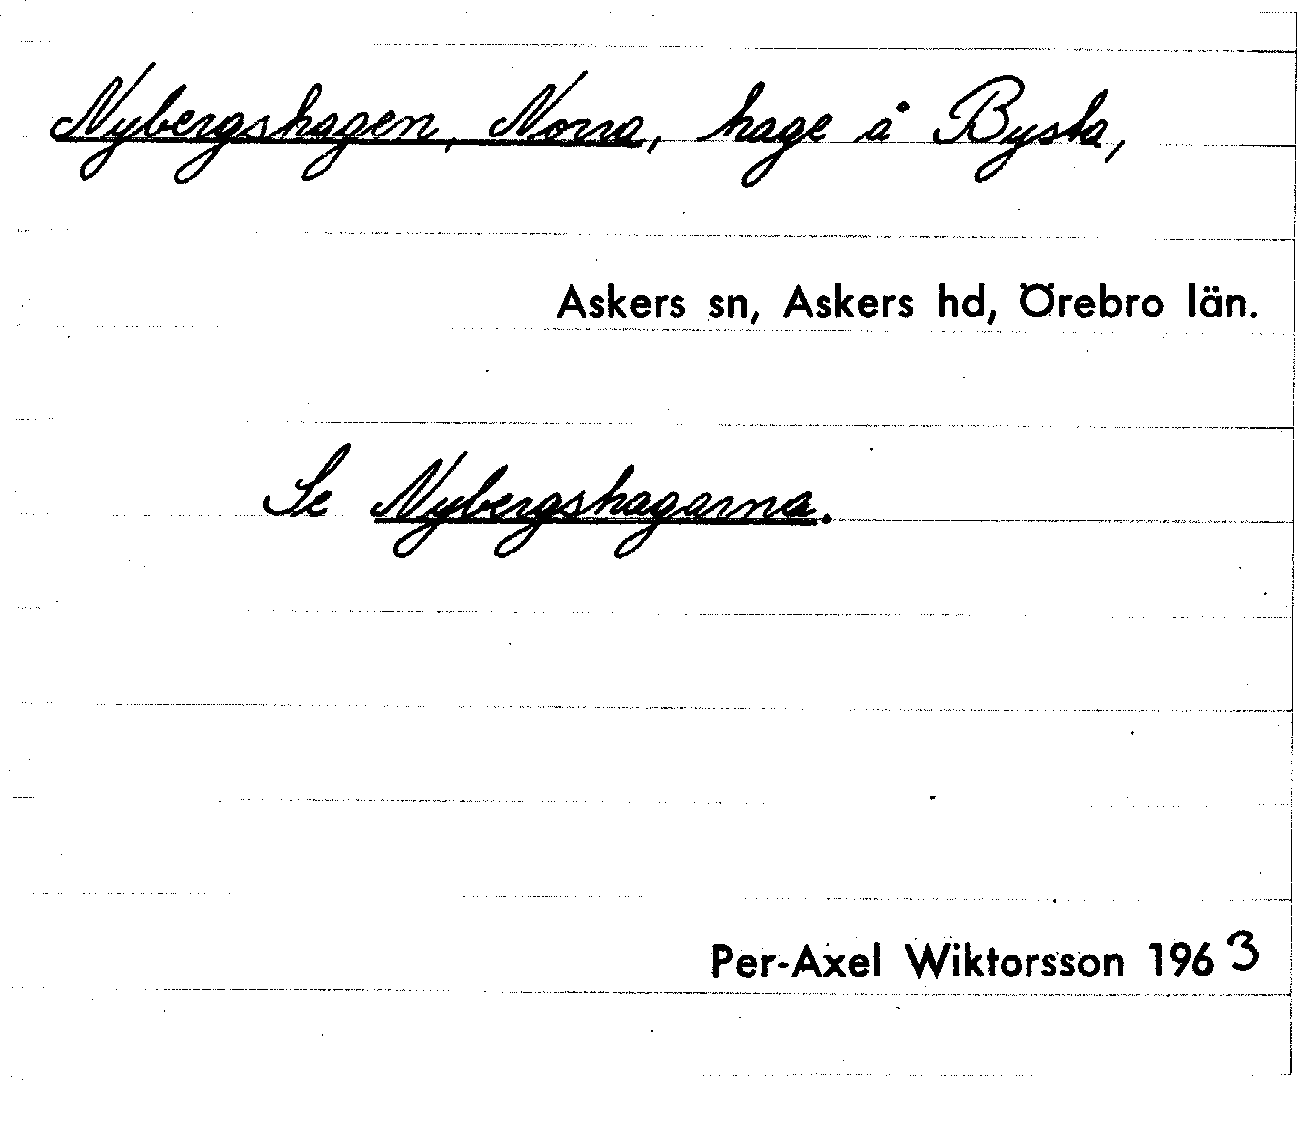 Nybergshagen, Norra, hage å Bysta,
Askers sn, Askers hd, Örebro län.
Se Nybergshagarna.
Per-Axel Wiktorsson 1963